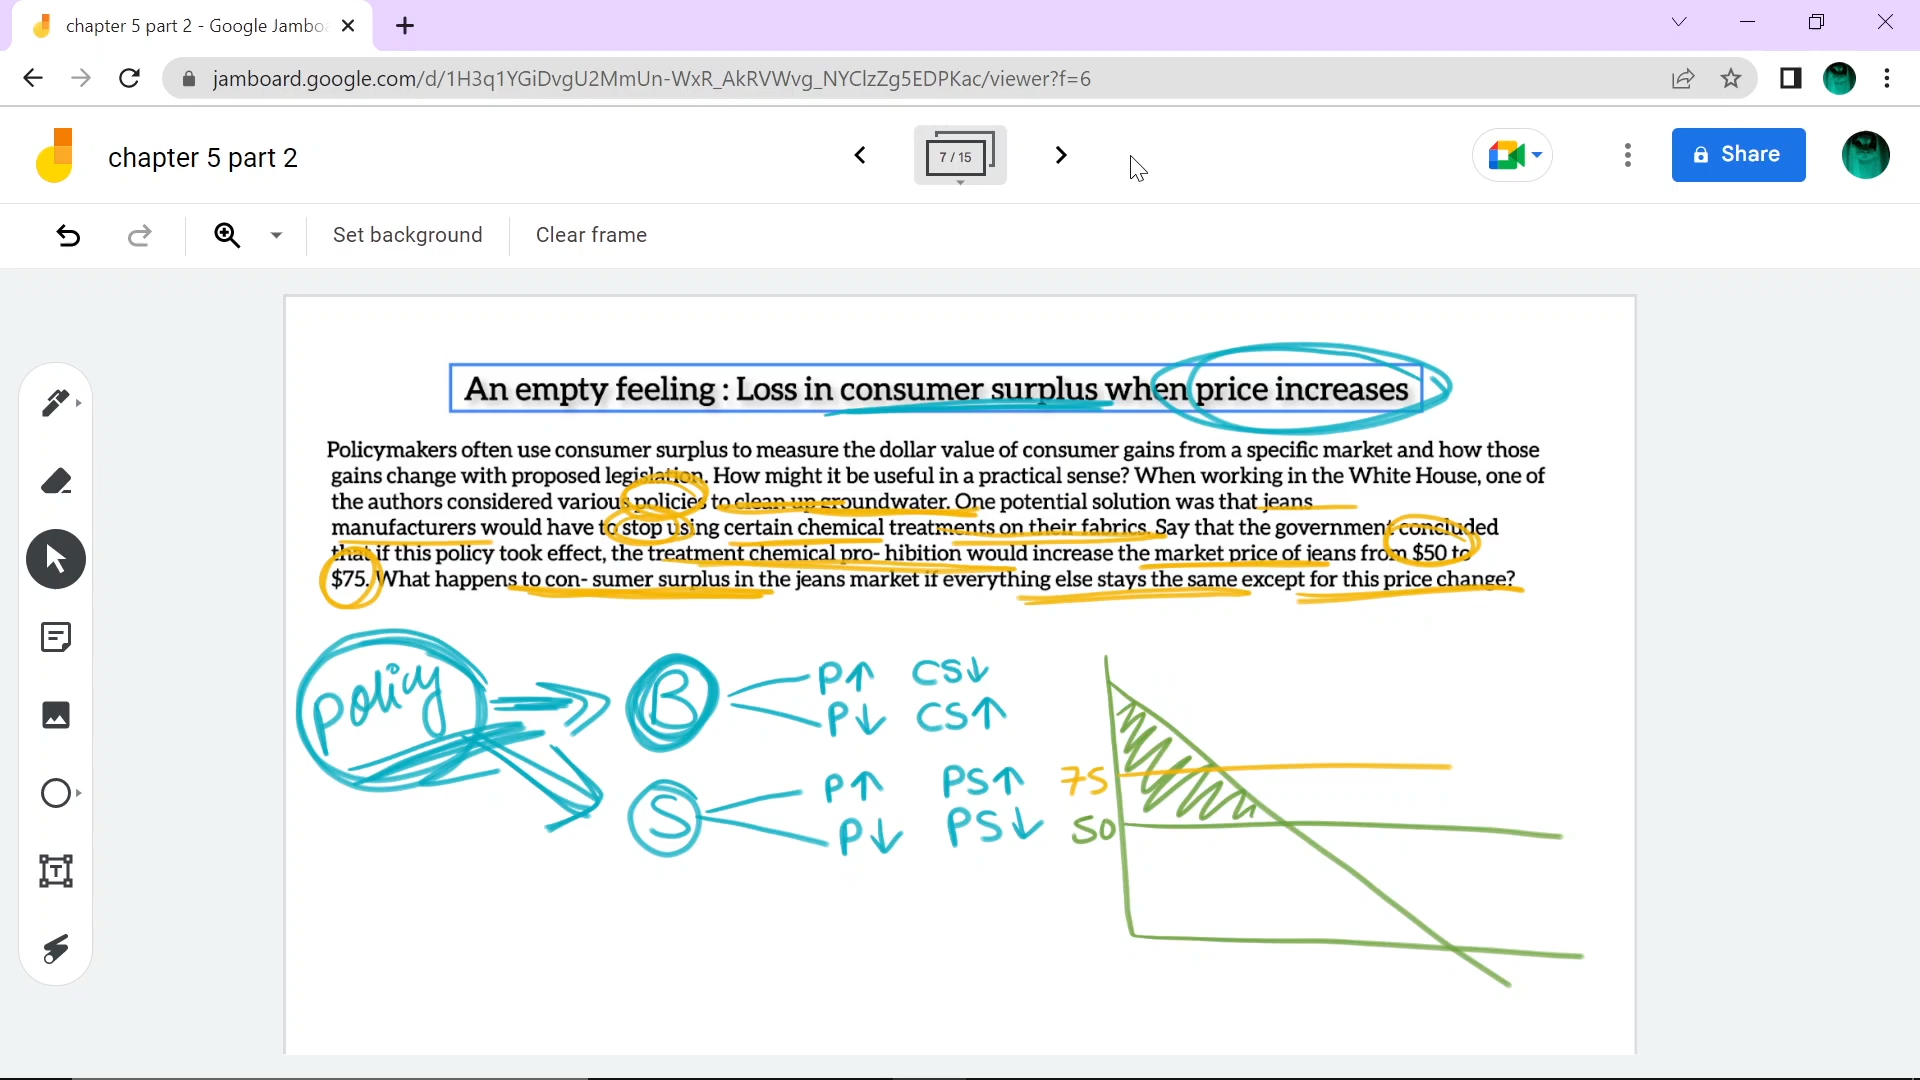 chapter 5 part 2 - Google Jambo
jamboard.google.com/d/1H3q1YGiDvgU2MmUn-WxR_AkRVWvg_NYClzZg5EDPKac/viewer?f=6
chapter 5 part 2
7 / 15
Share
Set background
Clear frame
An empty feeling : Loss in consumer surplus when price increases
Policymakers often use consumer surplus to measure the dollar value of consumer gains from a specific market and how those
gains change with proposed legislation. How might it be useful in a practical sense? When working in the White House, one of
the authors considered various policies to clean up groundwater. One potential solution was that jeans
manufacturers would have to stop using certain chemical treatments on their fabrics. Say that the government concluded
that if this policy took effect, the treatment chemical pro- hibition would increase the market price of jeans from $50 to
$75. What happens to con- sumer surplus in the jeans market if everything else stays the same except for this price change?
policy
B
P↑ CS↓
P↓ CS↑
S
P↑ PS↑
P↓ PS↓
75
50